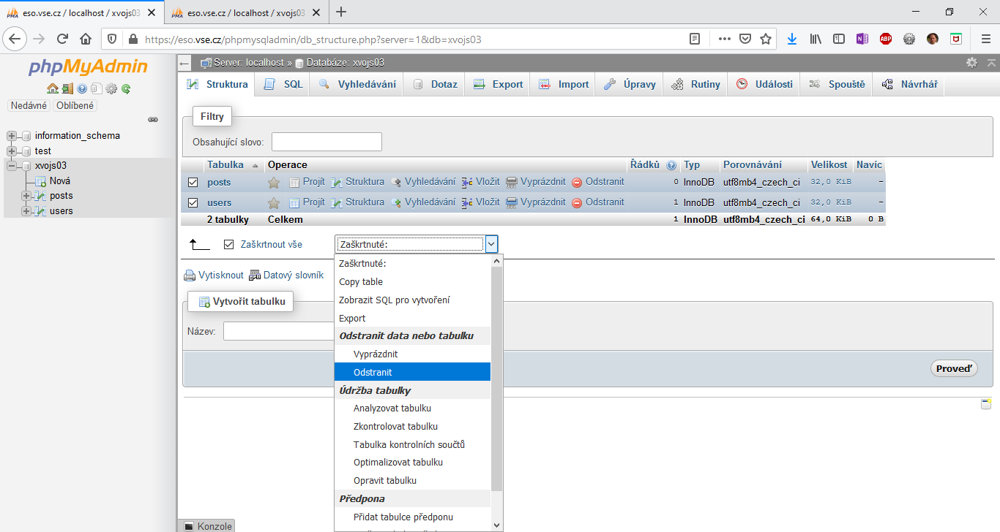 eso.vse.cz / localhost / xvojs03
eso.vse.cz / localhost / xvojs03
https://eso.vse.cz/phpmysqladmin/db_structure.php?server=1&db=xvojs03
ABP
phpMyAdmin
Nedávné Oblíbené
information_schema
test
xvojs03
Nová
posts
users
Server: localhost » Databáze: xvojs03
Struktura SQL Vyhledávání Dotaz Export Import Úpravy Rutiny Události Spouště Návrhář
Filtry
Obsahující slovo:
Tabulka Operace Řádků Typ Porovnávání Velikost Navíc
posts Projít Struktura Vyhledávání Vložit Vyprázdnit Odstranit 0 InnoDB utf8mb4_czech_ci 32,0 KiB -
users Projít Struktura Vyhledávání Vložit Vyprázdnit Odstranit 1 InnoDB utf8mb4_czech_ci 32,0 KiB -
2 tabulky Celkem 1 InnoDB utf8mb4_czech_ci 64,0 KiB 0 B
Zaškrtnout vše Zaškrtnuté:
Zaškrtnuté:
Copy table
Zobrazit SQL pro vytvoření
Export
Odstranit data nebo tabulku
Vyprázdnit
Odstranit
Údržba tabulky
Analyzovat tabulku
Zkontrolovat tabulku
Tabulka kontrolních součtů
Optimalizovat tabulku
Opravit tabulku
Předpona
Přidat tabulce předponu
Vytisknout Datový slovník
Vytvořit tabulku
Název:
Proveď
Konzole